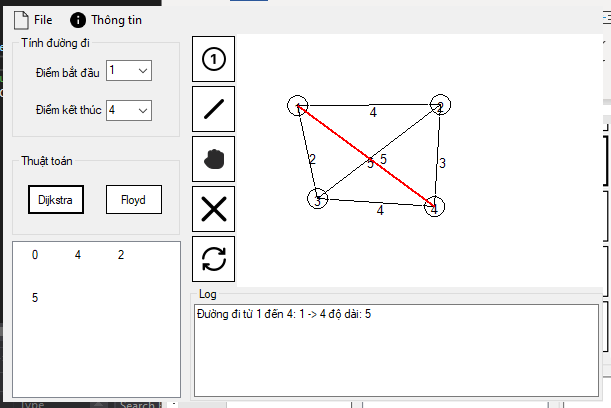 File Thông tin
Tính đường đi
Điểm bắt đầu 1
Điểm kết thúc 4
Thuật toán
Dijkstra Floyd
0 4 2
5
1
1 2
4
2 5 5 3
3 4
4
Log
Đường đi từ 1 đến 4: 1 -> 4 độ dài: 5